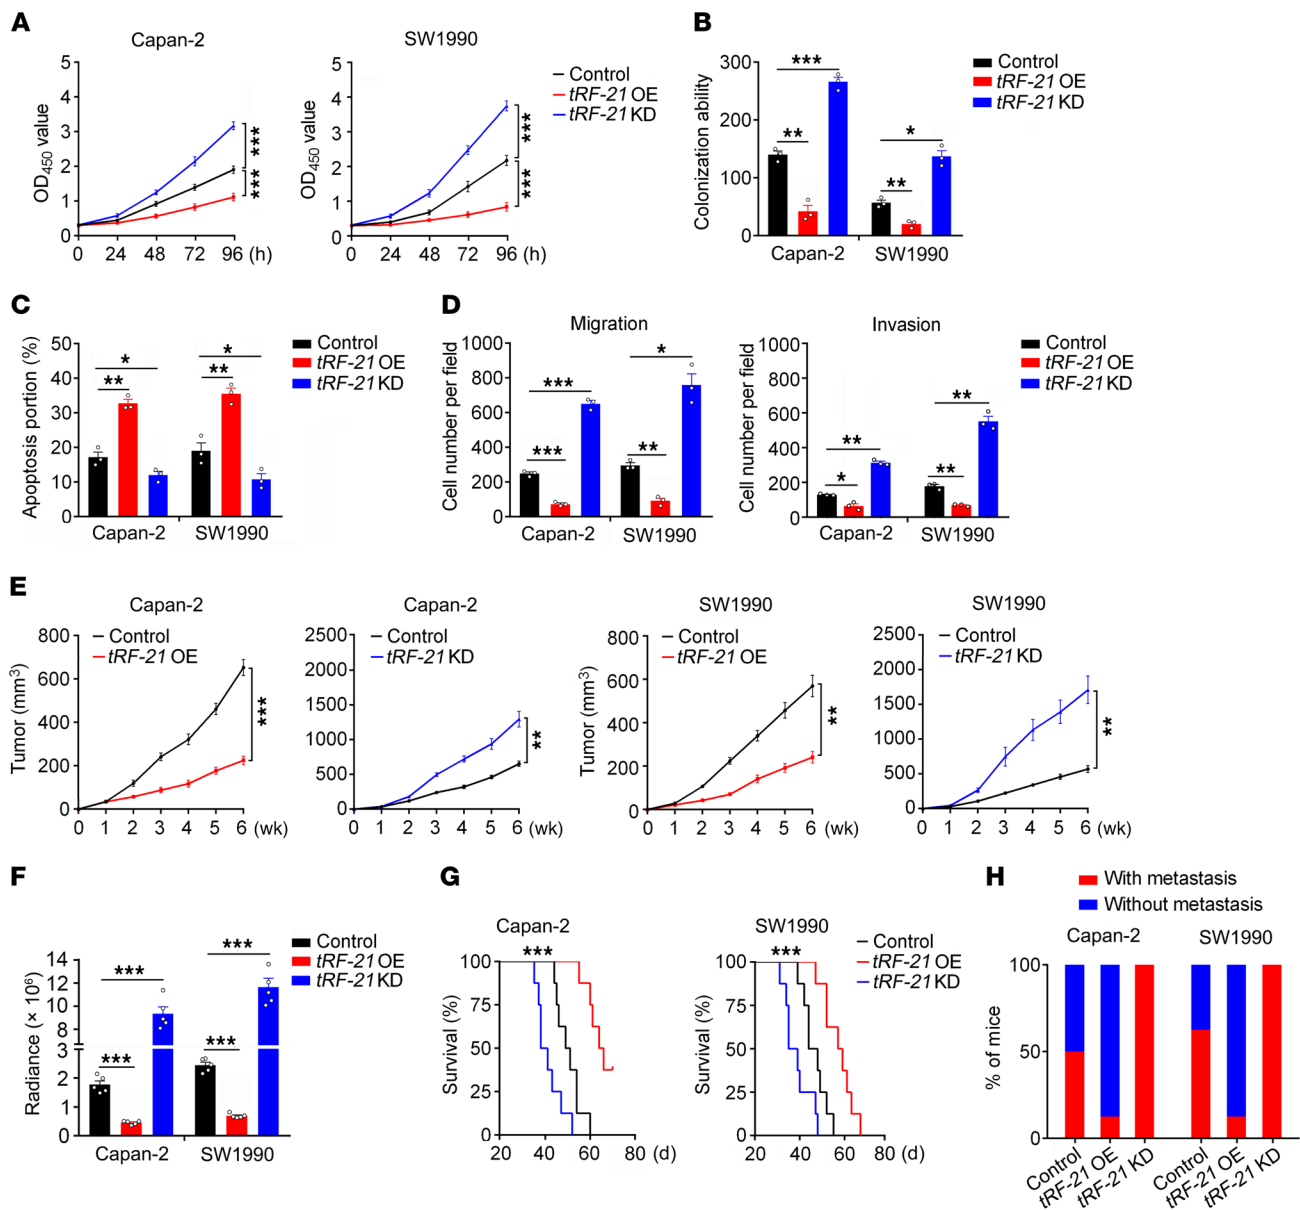 A
Capan-2
SW1990
OD450 value
5
4
3
2
1
0
***
***
0 24 48 72 96 (h)
OD450 value
5
4
3
2
1
0
***
***
0 24 48 72 96 (h)
Control
tRF-21 OE
tRF-21 KD
B
Colonization ability
300
200
100
0
***
**
*
**
Capan-2 SW1990
Control
tRF-21 OE
tRF-21 KD
C
Apoptosis portion (%)
50
40
30
20
10
0
*
**
*
**
Capan-2 SW1990
Control
tRF-21 OE
tRF-21 KD
D
Migration
Cell number per field
1000
800
600
400
200
0
***
***
*
**
Capan-2 SW1990
Invasion
Cell number per field
1000
800
600
400
200
0
**
*
**
**
Capan-2 SW1990
Control
tRF-21 OE
tRF-21 KD
E
Capan-2
Tumor (mm3)
800
600
400
200
0
Control
tRF-21 OE
***
0 1 2 3 4 5 6 (wk)
Capan-2
2500
2000
1500
1000
500
0
Control
tRF-21 KD
**
0 1 2 3 4 5 6 (wk)
SW1990
Tumor (mm3)
800
600
400
200
0
Control
tRF-21 OE
**
0 1 2 3 4 5 6 (wk)
SW1990
2500
2000
1500
1000
500
0
Control
tRF-21 KD
**
0 1 2 3 4 5 6 (wk)
F
Radiance (× 10⁶)
14
12
10
8
6
3
2
1
0
***
***
***
***
Capan-2 SW1990
Control
tRF-21 OE
tRF-21 KD
G
Capan-2
Survival (%)
100
75
50
25
0
***
20 40 60 80 (d)
SW1990
Survival (%)
100
75
50
25
0
***
20 40 60 80 (d)
Control
tRF-21 OE
tRF-21 KD
H
With metastasis
Without metastasis
Capan-2 SW1990
% of mice
100
50
0
Control
tRF-21 OE
tRF-21 KD
Control
tRF-21 OE
tRF-21 KD